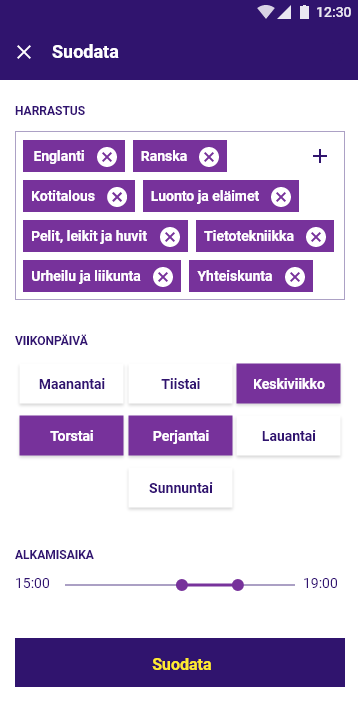 12:30
Suodata
HARRASTUS
Englanti Ranska
Kotitalous Luonto ja eläimet
Pelit, leikit ja huvit Tietotekniikka
Urheilu ja liikunta Yhteiskunta
VIIKONPÄIVÄ
Maanantai Tiistai Keskiviikko
Torstai Perjantai Lauantai
Sunnuntai
ALKAMISAIKA
15:00 19:00
Suodata